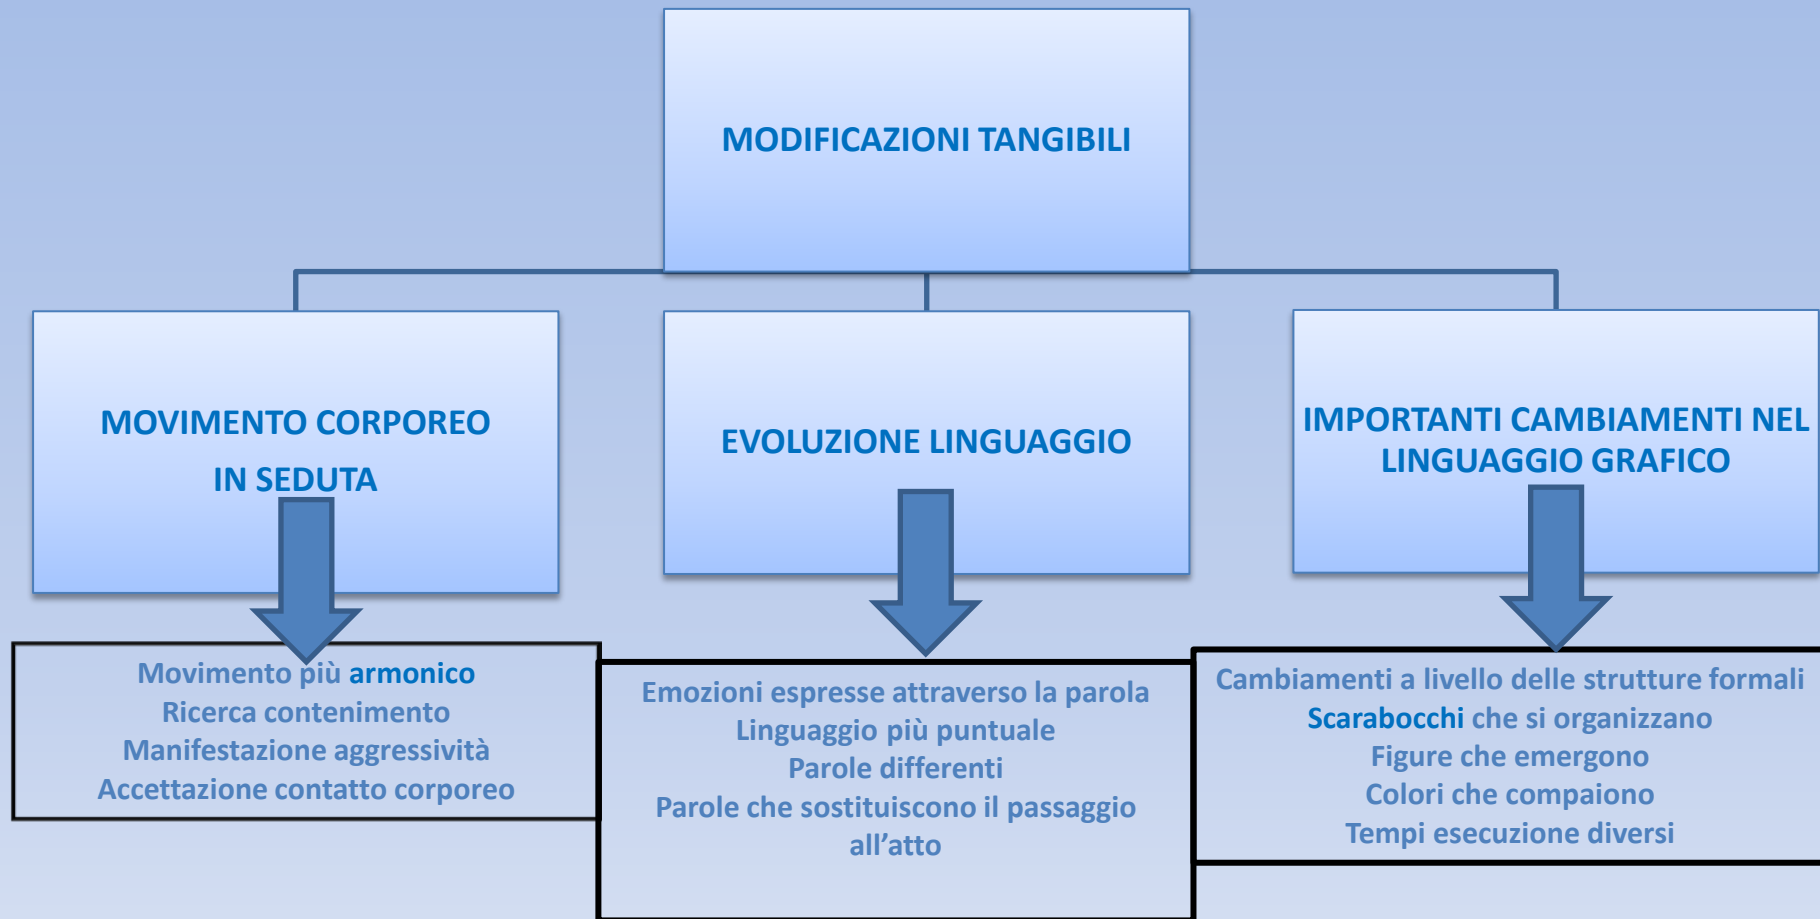 MODIFICAZIONI TANGIBILI
MOVIMENTO CORPOREO
IN SEDUTA
EVOLUZIONE LINGUAGGIO
IMPORTANTI CAMBIAMENTI NEL
LINGUAGGIO GRAFICO
Movimento più armonico
Ricerca contenimento
Manifestazione aggressività
Accettazione contatto corporeo
Emozioni espresse attraverso la parola
Linguaggio più puntuale
Parole differenti
Parole che sostituiscono il passaggio
all’atto
Cambiamenti a livello delle strutture formali
Scarabocchi che si organizzano
Figure che emergono
Colori che compaiono
Tempi esecuzione diversi